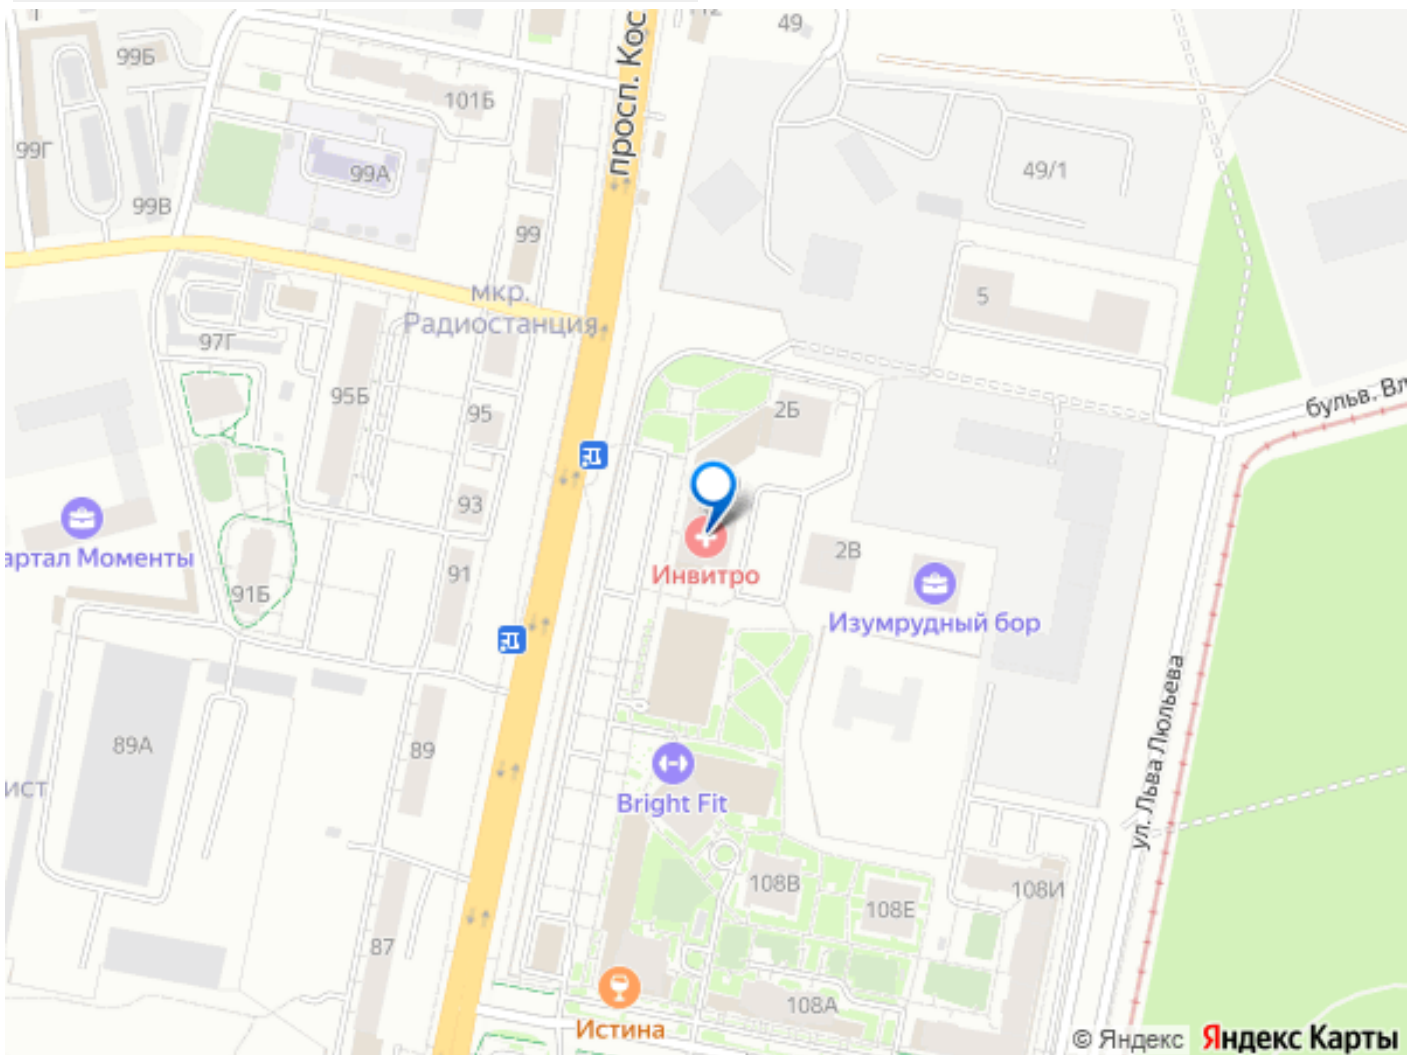 49
99Б
просп. Кос
101Б
99Г
99А
49/1
99В
99
мкр.
Радиостанция
5
97Г
95Б
2Б
95
бульв. Вл
93
артал Моменты
2В
Инвитро
91
91Б
Изумрудный бор
ул. Льва Люльева
89А
89
ист
Bright Fit
108В
108И
108Е
87
108А
Истина
© Яндекс Яндекс Карты